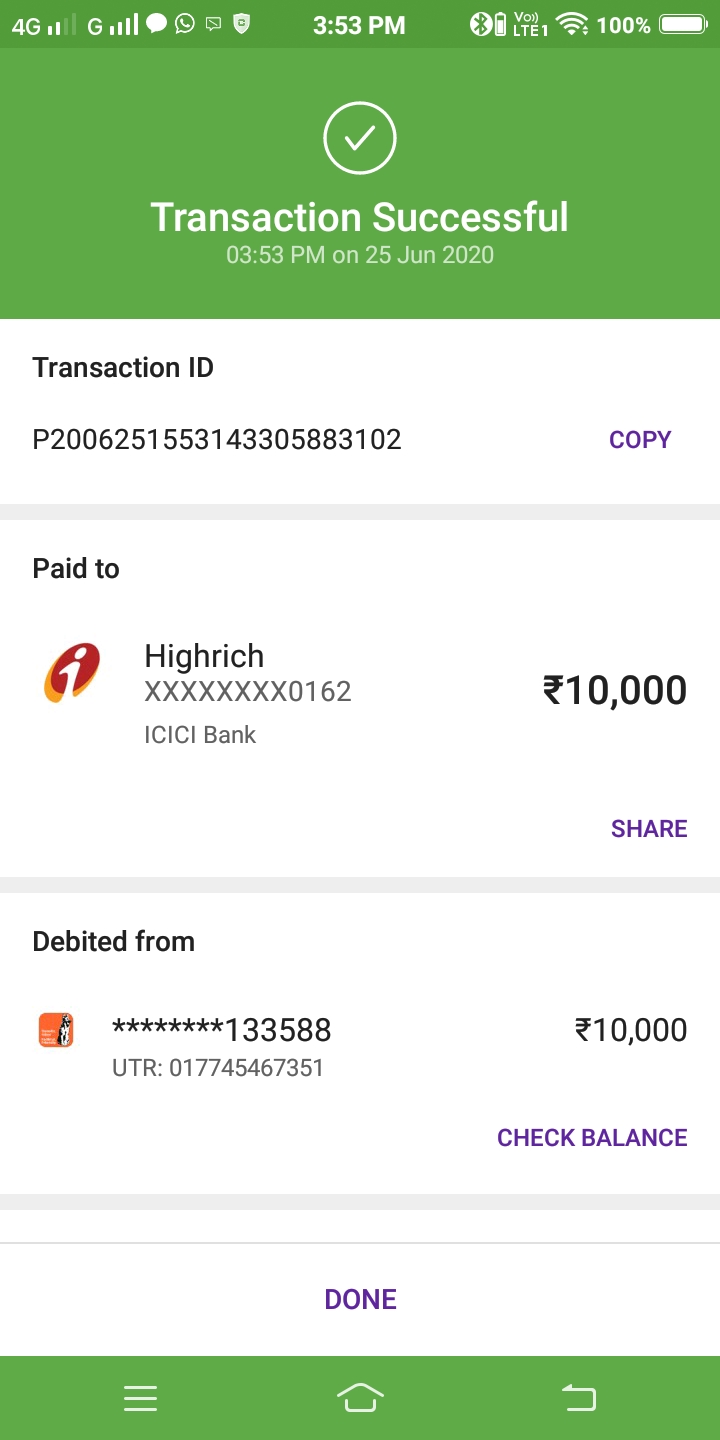 4G G 3:53 PM Vo)) LTE 1 100%
Transaction Successful
03:53 PM on 25 Jun 2020
Transaction ID
P2006251553143305883102 COPY
Paid to
Highrich
XXXXXXXX0162 ₹10,000
ICICI Bank
SHARE
Debited from
********133588 ₹10,000
UTR: 017745467351
CHECK BALANCE
DONE